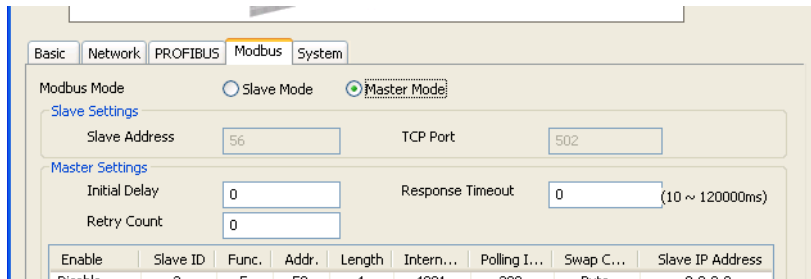 Basic Network PROFIBUS Modbus System
Modbus Mode Slave Mode Master Mode
Slave Settings
Slave Address 56 TCP Port 502
Master Settings
Initial Delay 0 Response Timeout 0 (10 ~ 120000ms)
Retry Count 0
Enable Slave ID Func. Addr. Length Intern... Polling I... Swap C... Slave IP Address